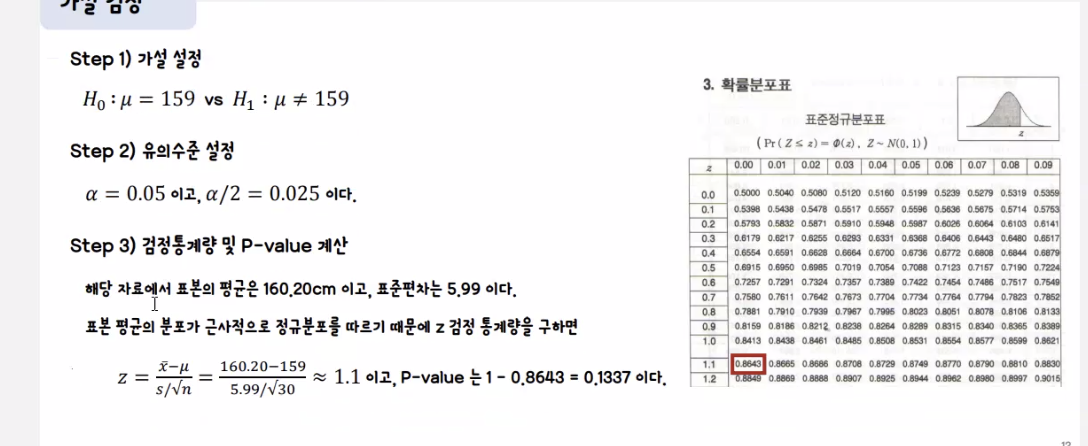 가설 검정
Step 1) 가설 설정
H₀ : μ = 159 vs H₁ : μ ≠ 159
Step 2) 유의수준 설정
α = 0.05 이고, α/2 = 0.025 이다.
Step 3) 검정통계량 및 P-value 계산
해당 자료에서 표본의 평균은 160.20cm 이고, 표준편차는 5.99 이다.
표본 평균의 분포가 근사적으로 정규분포를 따르기 때문에 z 검정 통계량을 구하면
z = (x̄−μ)/(s/√n) = (160.20−159)/(5.99/√30) ≈ 1.1 이고, P-value 는 1 - 0.8643 = 0.1337 이다.
3. 확률분포표
z
표준정규분포표
( Pr ( Z ≤ z) = Φ(z), Z ~ N(0, 1) )
z 0.00 0.01 0.02 0.03 0.04 0.05 0.06 0.07 0.08 0.09
0.0 0.5000 0.5040 0.5080 0.5120 0.5160 0.5199 0.5239 0.5279 0.5319 0.5359
0.1 0.5398 0.5438 0.5478 0.5517 0.5557 0.5596 0.5636 0.5675 0.5714 0.5753
0.2 0.5793 0.5832 0.5871 0.5910 0.5948 0.5987 0.6026 0.6064 0.6103 0.6141
0.3 0.6179 0.6217 0.6255 0.6293 0.6331 0.6368 0.6406 0.6443 0.6480 0.6517
0.4 0.6554 0.6591 0.6628 0.6664 0.6700 0.6736 0.6772 0.6808 0.6844 0.6879
0.5 0.6915 0.6950 0.6985 0.7019 0.7054 0.7088 0.7123 0.7157 0.7190 0.7224
0.6 0.7257 0.7291 0.7324 0.7357 0.7389 0.7422 0.7454 0.7486 0.7517 0.7549
0.7 0.7580 0.7611 0.7642 0.7673 0.7704 0.7734 0.7764 0.7794 0.7823 0.7852
0.8 0.7881 0.7910 0.7939 0.7967 0.7995 0.8023 0.8051 0.8078 0.8106 0.8133
0.9 0.8159 0.8186 0.8212 0.8238 0.8264 0.8289 0.8315 0.8340 0.8365 0.8389
1.0 0.8413 0.8438 0.8461 0.8485 0.8508 0.8531 0.8554 0.8577 0.8599 0.8621
1.1 0.8643 0.8665 0.8686 0.8708 0.8729 0.8749 0.8770 0.8790 0.8810 0.8830
1.2 0.8849 0.8869 0.8888 0.8907 0.8925 0.8944 0.8962 0.8980 0.8997 0.9015